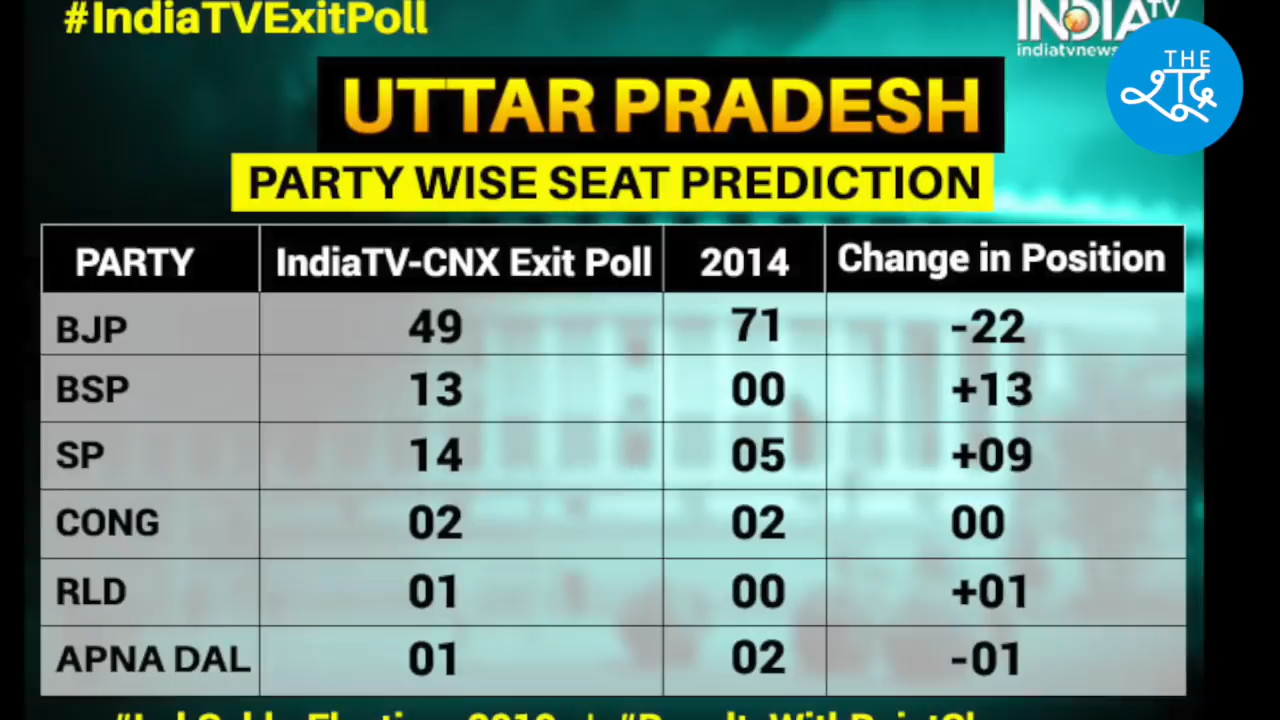 #IndiaTVExitPoll
INDIA TV
indiatvnews
THE
शब्द
UTTAR PRADESH
PARTY WISE SEAT PREDICTION
PARTY IndiaTV-CNX Exit Poll 2014 Change in Position
BJP 49 71 -22
BSP 13 00 +13
SP 14 05 +09
CONG 02 02 00
RLD 01 00 +01
APNA DAL 01 02 -01